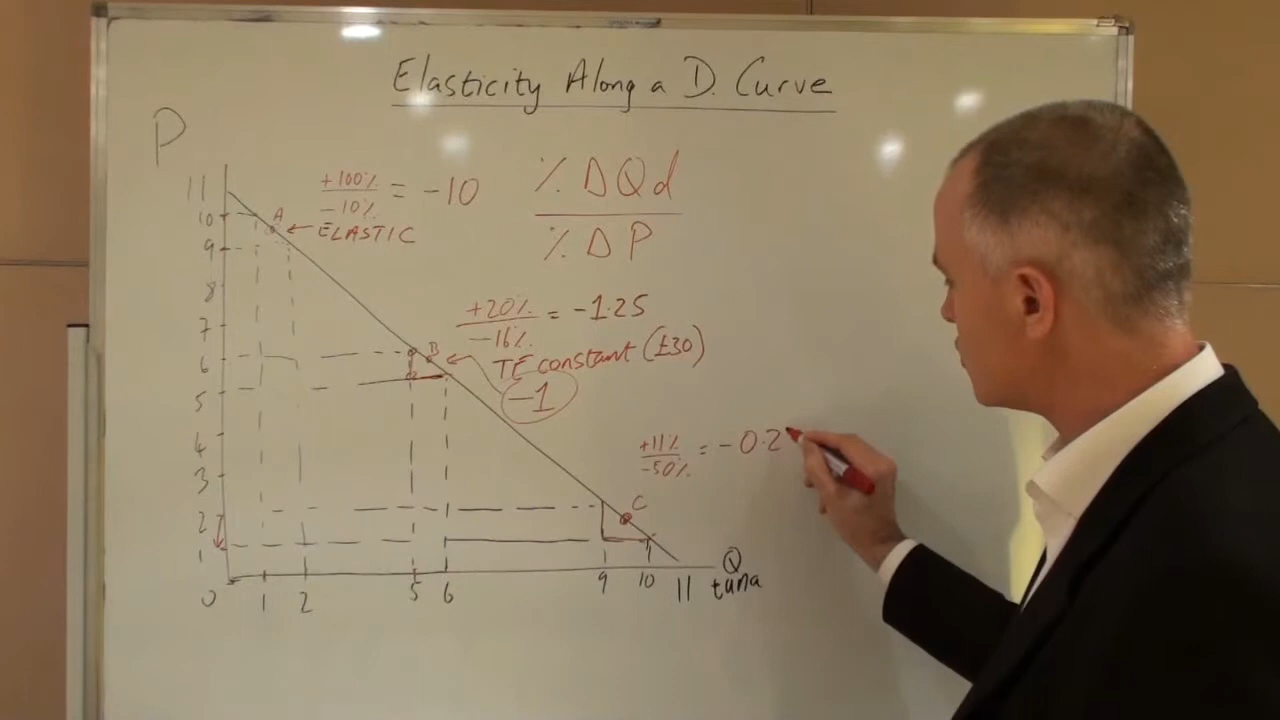 Elasticity Along a D. Curve
P
+100%
-10%
= -10
% Δ Qd
% Δ P
A
← ELASTIC
+20%
-16%
= -1.25
B
TE constant (£30)
-1
+11%
-50%
= -0.2
C
11
10
9
8
7
6
5
4
3
2
1
0
1
2
5
6
9
10
11
Q
tuna